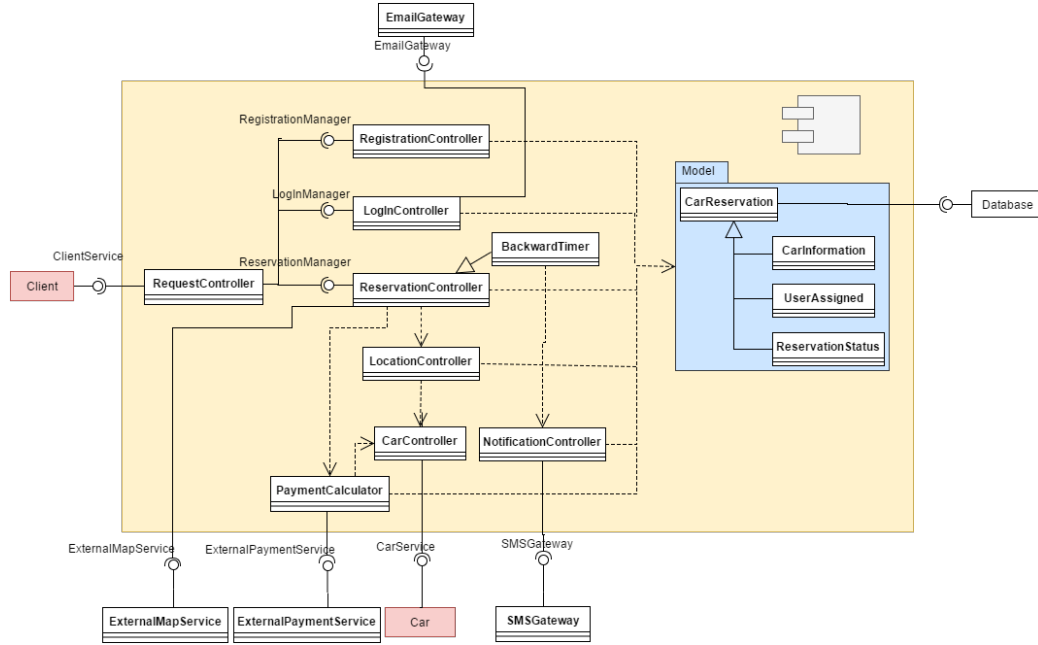 EmailGateway
EmailGateway
RegistrationManager
RegistrationController
Model
LogInManager
CarReservation
LogInController
Database
BackwardTimer
CarInformation
ClientService
ReservationManager
Client
RequestController
ReservationController
UserAssigned
ReservationStatus
LocationController
CarController
NotificationController
PaymentCalculator
ExternalMapService
ExternalPaymentService
CarService
SMSGateway
ExternalMapService
ExternalPaymentService
Car
SMSGateway